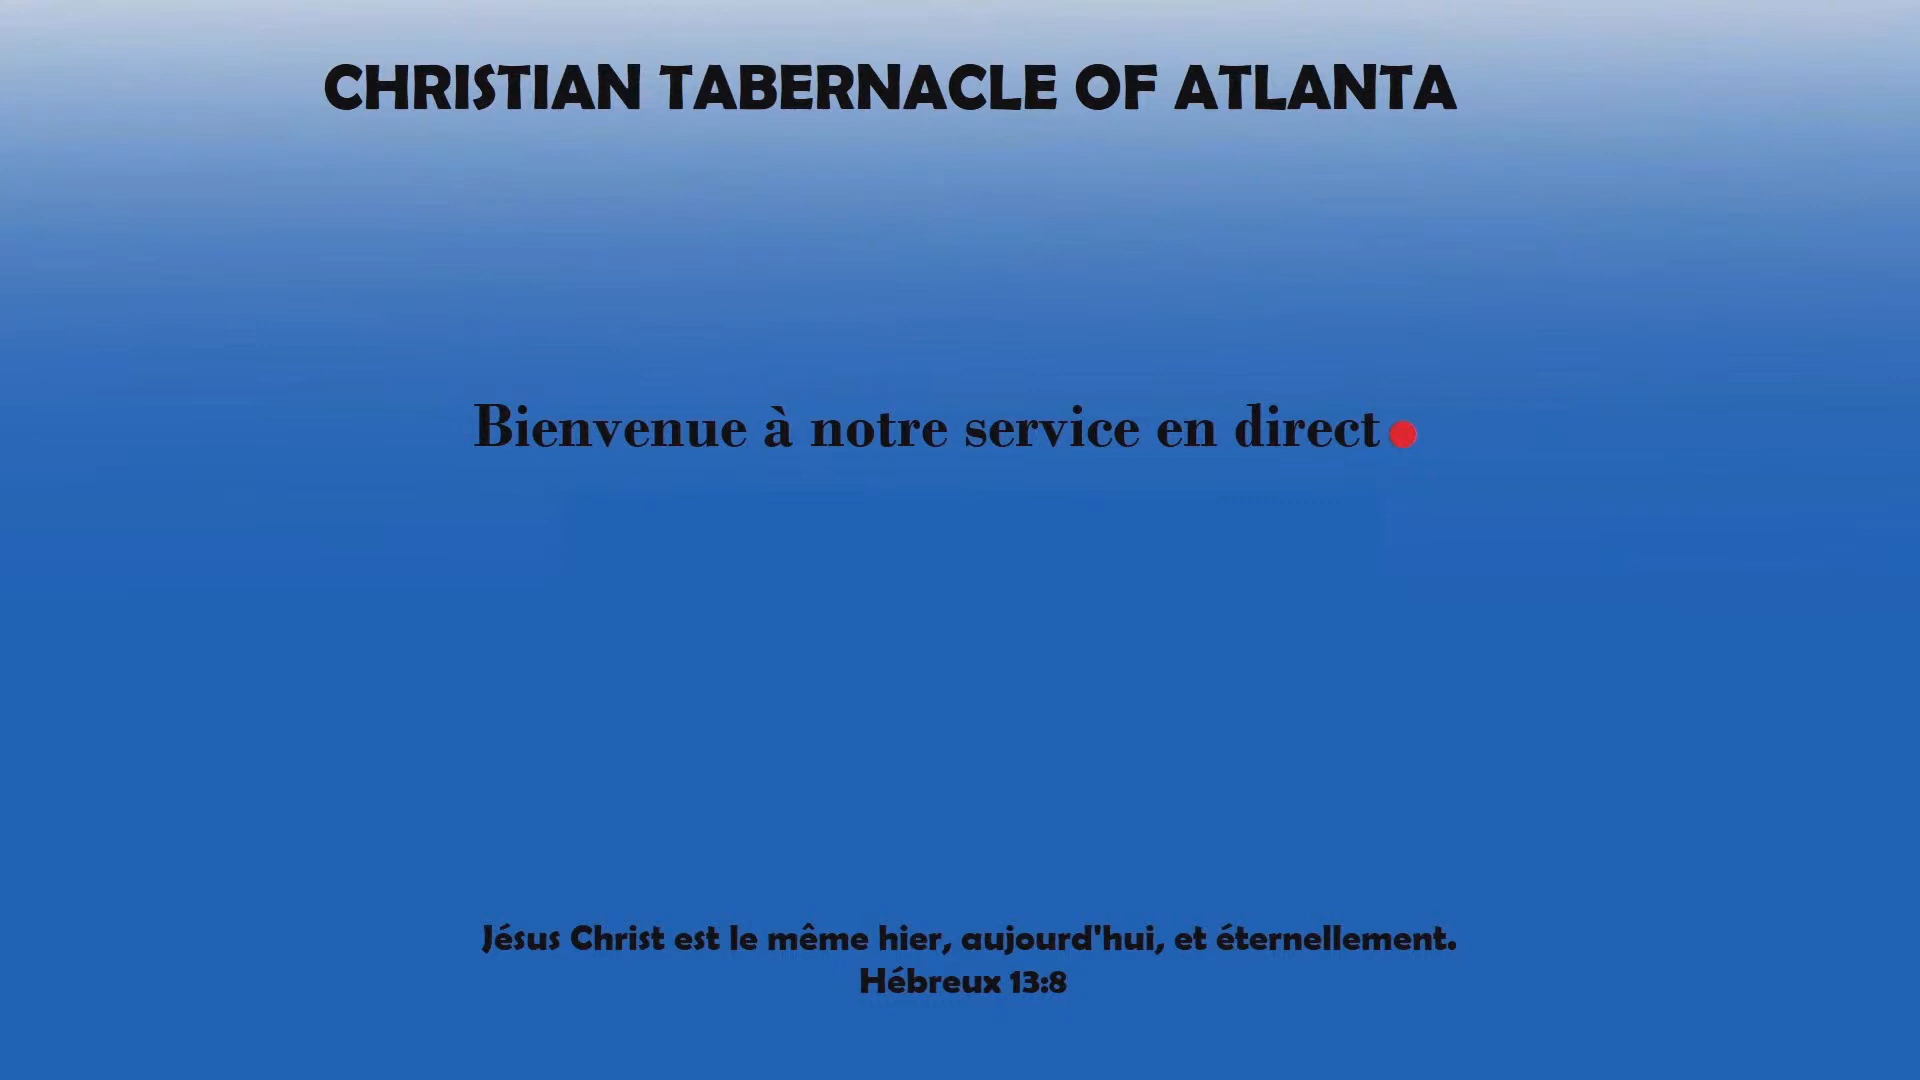 CHRISTIAN TABERNACLE OF ATLANTA
Bienvenue à notre service en direct
Jésus Christ est le même hier, aujourd'hui, et éternellement.
Hébreux 13:8